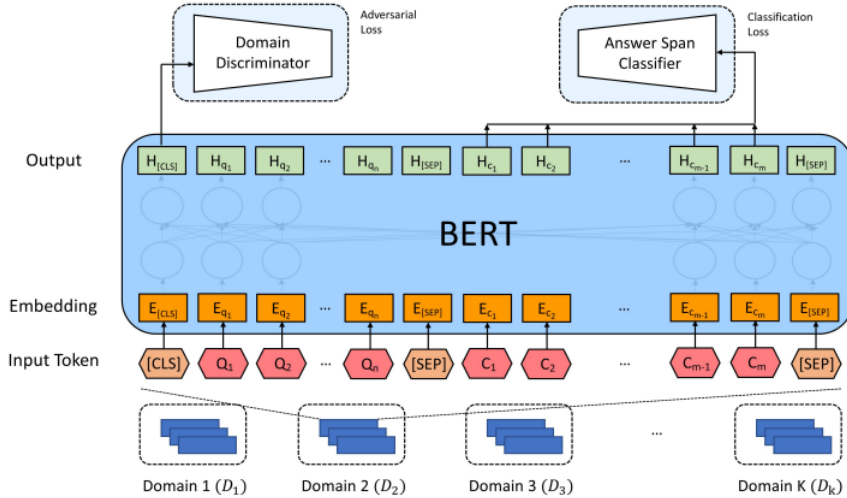 Domain
Discriminator
Adversarial
Loss
Answer Span
Classifier
Classification
Loss
Output
H[CLS] Hq1 Hq2 ... Hqn H[SEP] Hc1 Hc2 ... Hcm-1 Hcm H[SEP]
BERT
Embedding
E[CLS] Eq1 Eq2 ... Eqn E[SEP] Ec1 Ec2 ... Ecm-1 Ecm E[SEP]
Input Token
[CLS] Q1 Q2 ... Qn [SEP] C1 C2 ... Cm-1 Cm [SEP]
...
Domain 1 (D1) Domain 2 (D2) Domain 3 (D3) Domain K (Dk)